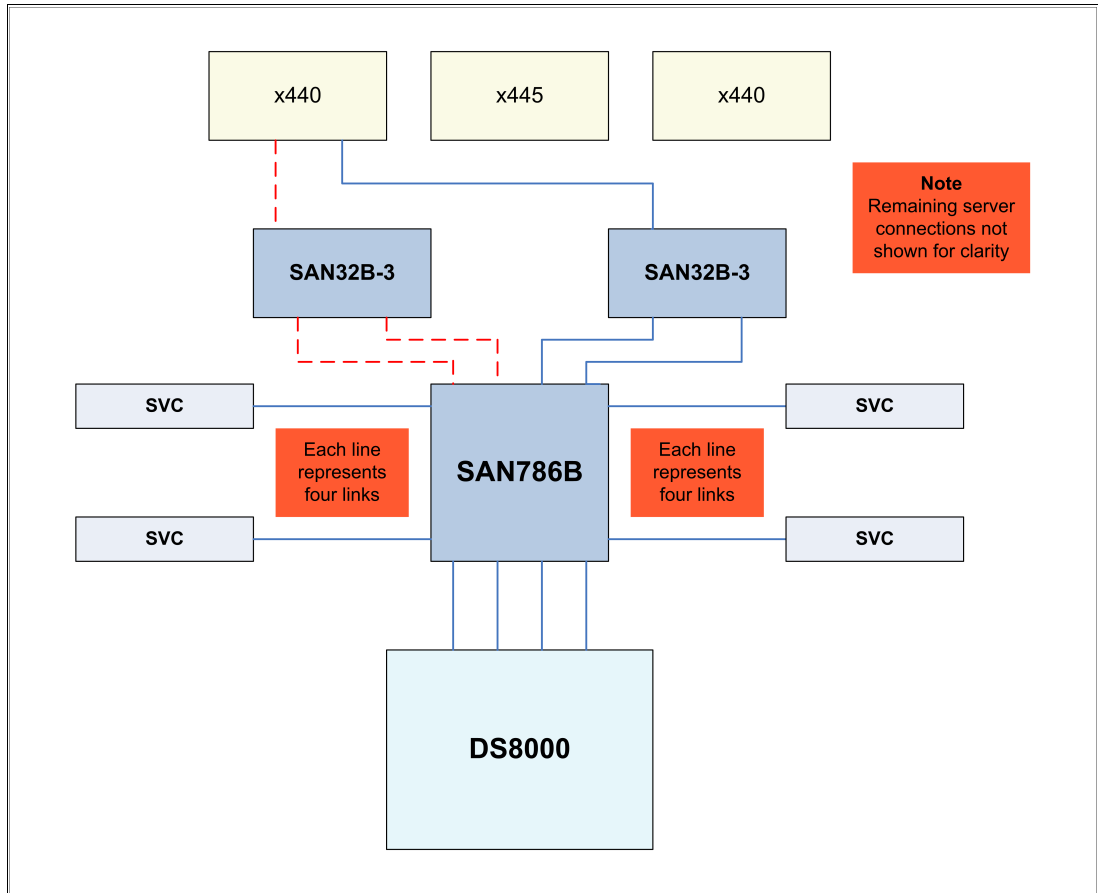 x440
x445
x440
Note
Remaining server
connections not
shown for clarity
SAN32B-3
SAN32B-3
SVC
SVC
Each line
represents
four links
SAN786B
Each line
represents
four links
SVC
SVC
DS8000